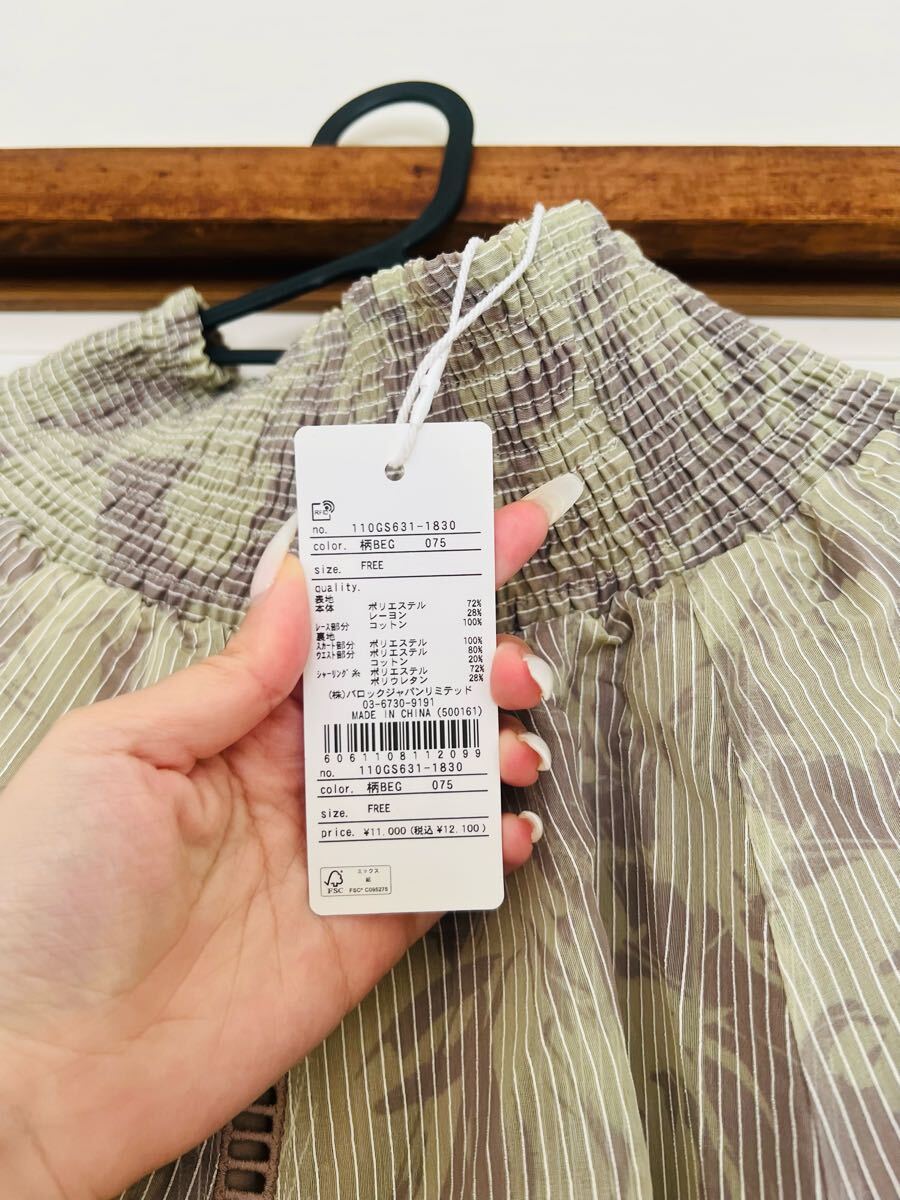 RFID
no. 110GS631-1830
color. 柄BEG 075
size. FREE
quality.
表地
本体 ポリエステル 72%
レーヨン 28%
レース部分 コットン 100%
裏地
スカート部分 ポリエステル 100%
ウエスト部分 ポリエステル 80%
コットン 20%
シャーリング糸 ポリエステル 72%
ポリウレタン 28%
(株)バロックジャパンリミテッド
03-6730-9191
MADE IN CHINA (500161)
6061108112099
no. 110GS631-1830
color. 柄BEG 075
size. FREE
price. ¥11,000(税込¥12,100)
ミックス
紙
FSC FSC® C095275